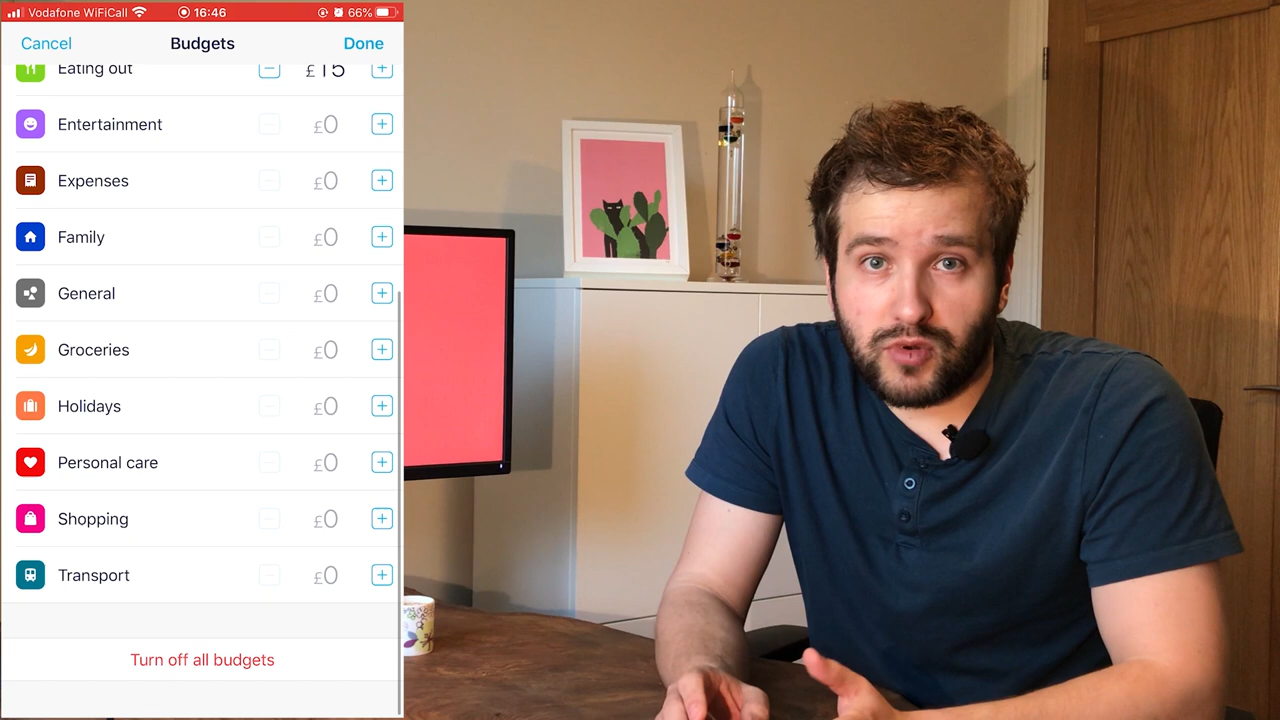 Vodafone WiFiCall 16:46 66%
Cancel Budgets Done
Eating out £15
Entertainment £0
Expenses £0
Family £0
General £0
Groceries £0
Holidays £0
Personal care £0
Shopping £0
Transport £0
Turn off all budgets